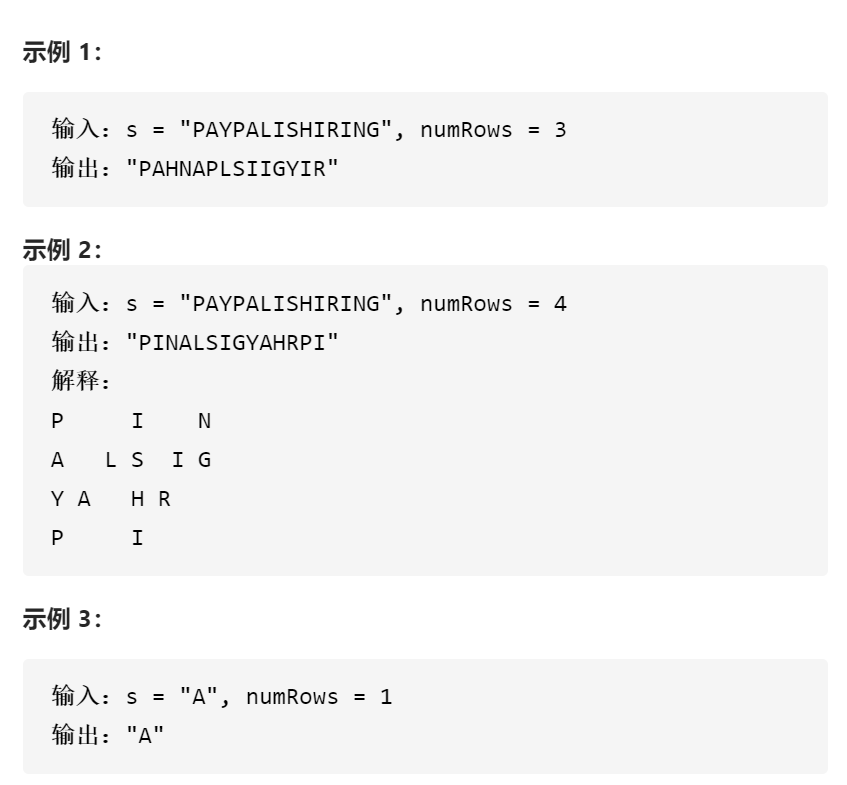 示例 1：
输入：s = "PAYPALISHIRING", numRows = 3
输出："PAHNAPLSIIGYIR"
示例 2：
输入：s = "PAYPALISHIRING", numRows = 4
输出："PINALSIGYAHRPI"
解释：
P     I    N
A   L S  I G
Y A   H R
P     I
示例 3：
输入：s = "A", numRows = 1
输出："A"